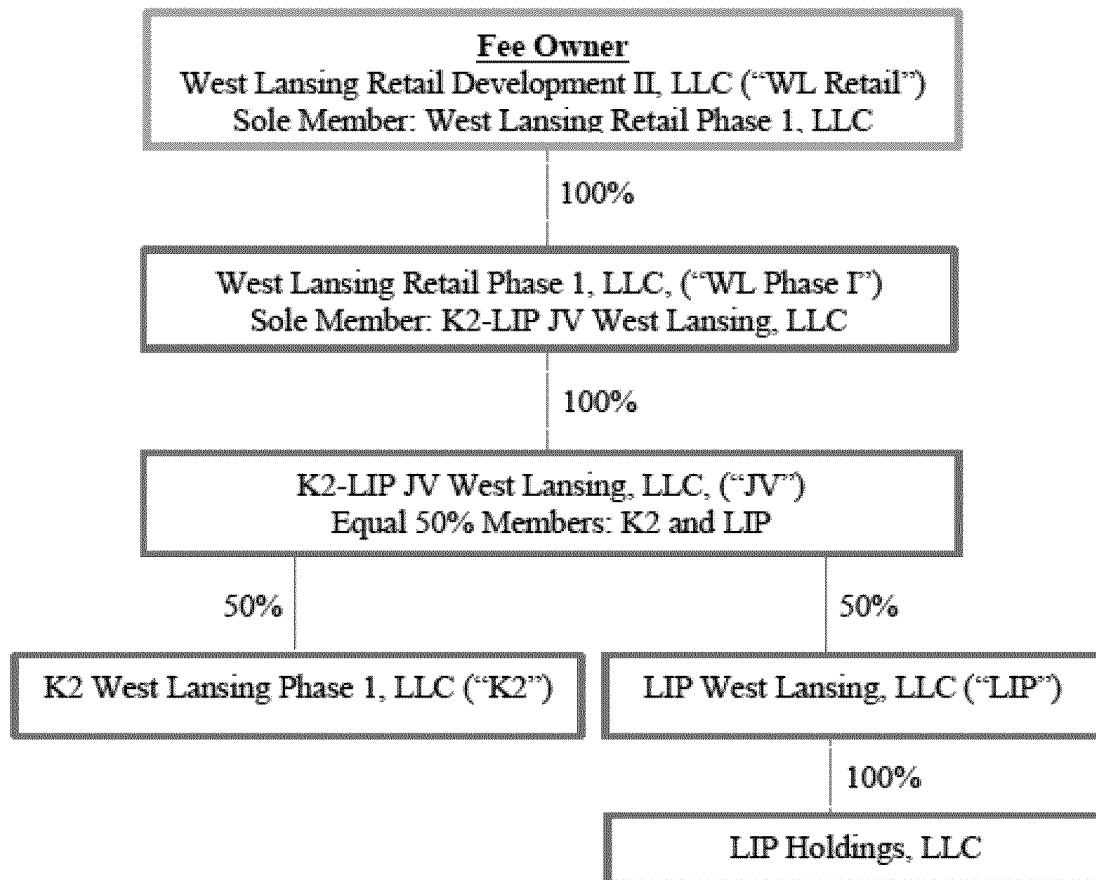 Fee Owner
West Lansing Retail Development II, LLC (“WL Retail”)
Sole Member: West Lansing Retail Phase 1, LLC
100%
West Lansing Retail Phase 1, LLC, (“WL Phase I”)
Sole Member: K2-LIP JV West Lansing, LLC
100%
K2-LIP JV West Lansing, LLC, (“JV”)
Equal 50% Members: K2 and LIP
50%
50%
K2 West Lansing Phase 1, LLC (“K2”)
LIP West Lansing, LLC (“LIP”)
100%
LIP Holdings, LLC